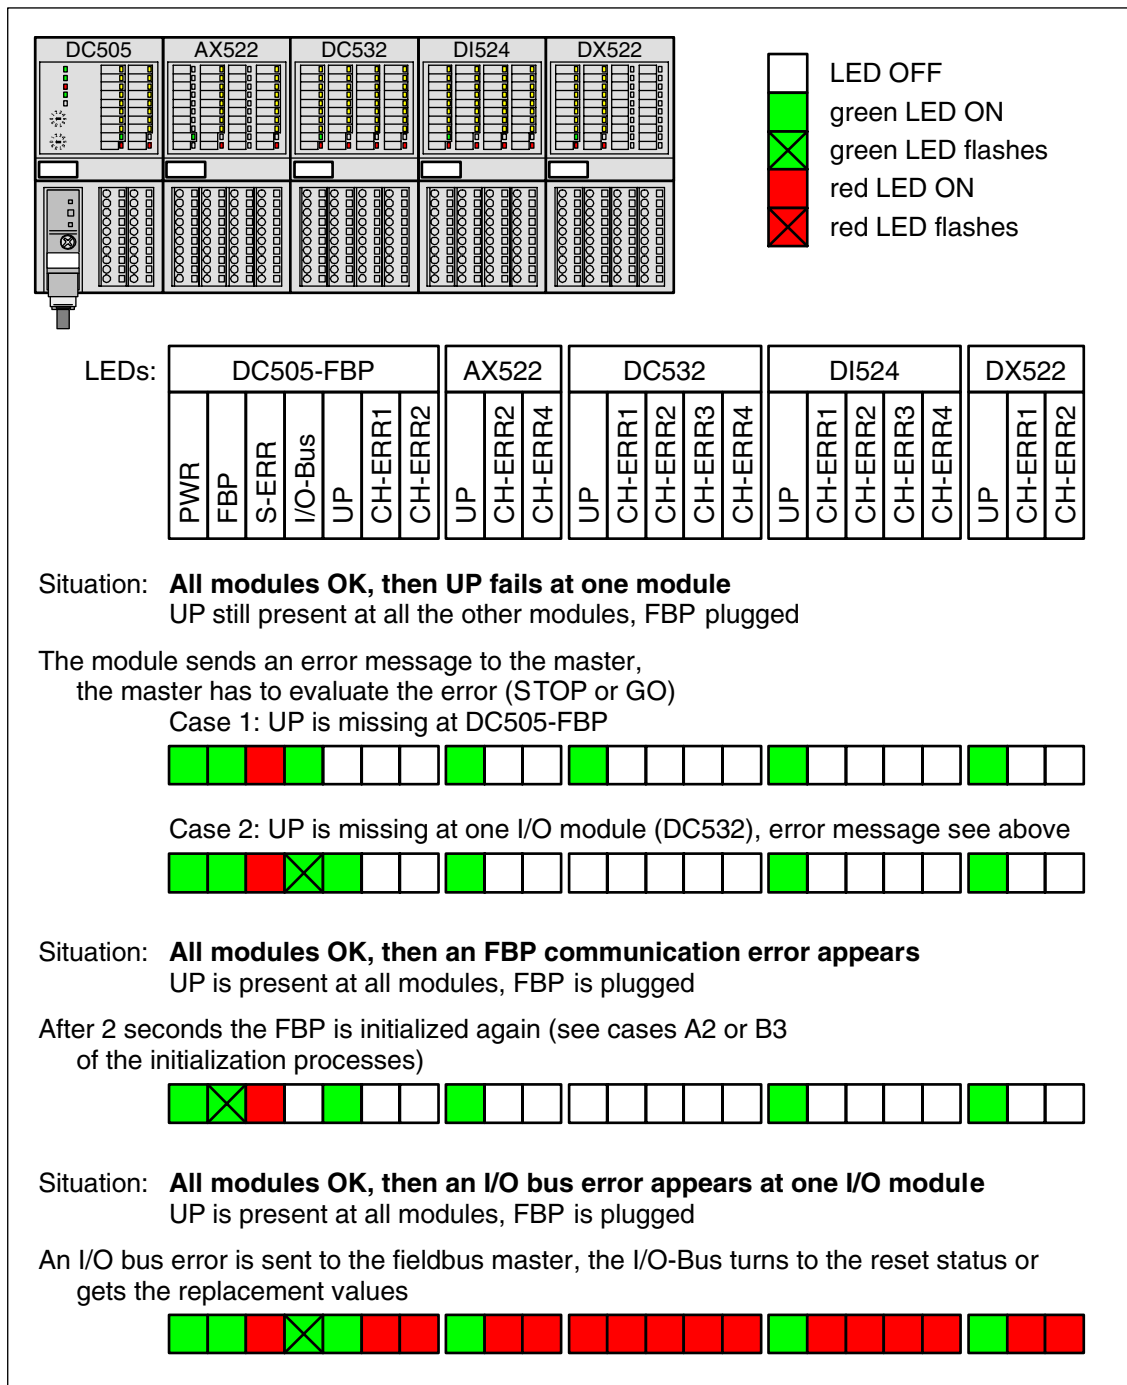 DC505 AX522 DC532 DI524 DX522
LED OFF
green LED ON
green LED flashes
red LED ON
red LED flashes
LEDs: DC505-FBP AX522 DC532 DI524 DX522
PWR FBP S-ERR I/O-Bus UP CH-ERR1 CH-ERR2 UP CH-ERR2 CH-ERR4 UP CH-ERR1 CH-ERR2 CH-ERR3 CH-ERR4 UP CH-ERR1 CH-ERR2 CH-ERR3 CH-ERR4 UP CH-ERR1 CH-ERR2
Situation: All modules OK, then UP fails at one module
UP still present at all the other modules, FBP plugged
The module sends an error message to the master,
the master has to evaluate the error (STOP or GO)
Case 1: UP is missing at DC505-FBP
Case 2: UP is missing at one I/O module (DC532), error message see above
Situation: All modules OK, then an FBP communication error appears
UP is present at all modules, FBP is plugged
After 2 seconds the FBP is initialized again (see cases A2 or B3
of the initialization processes)
Situation: All modules OK, then an I/O bus error appears at one I/O module
UP is present at all modules, FBP is plugged
An I/O bus error is sent to the fieldbus master, the I/O-Bus turns to the reset status or
gets the replacement values